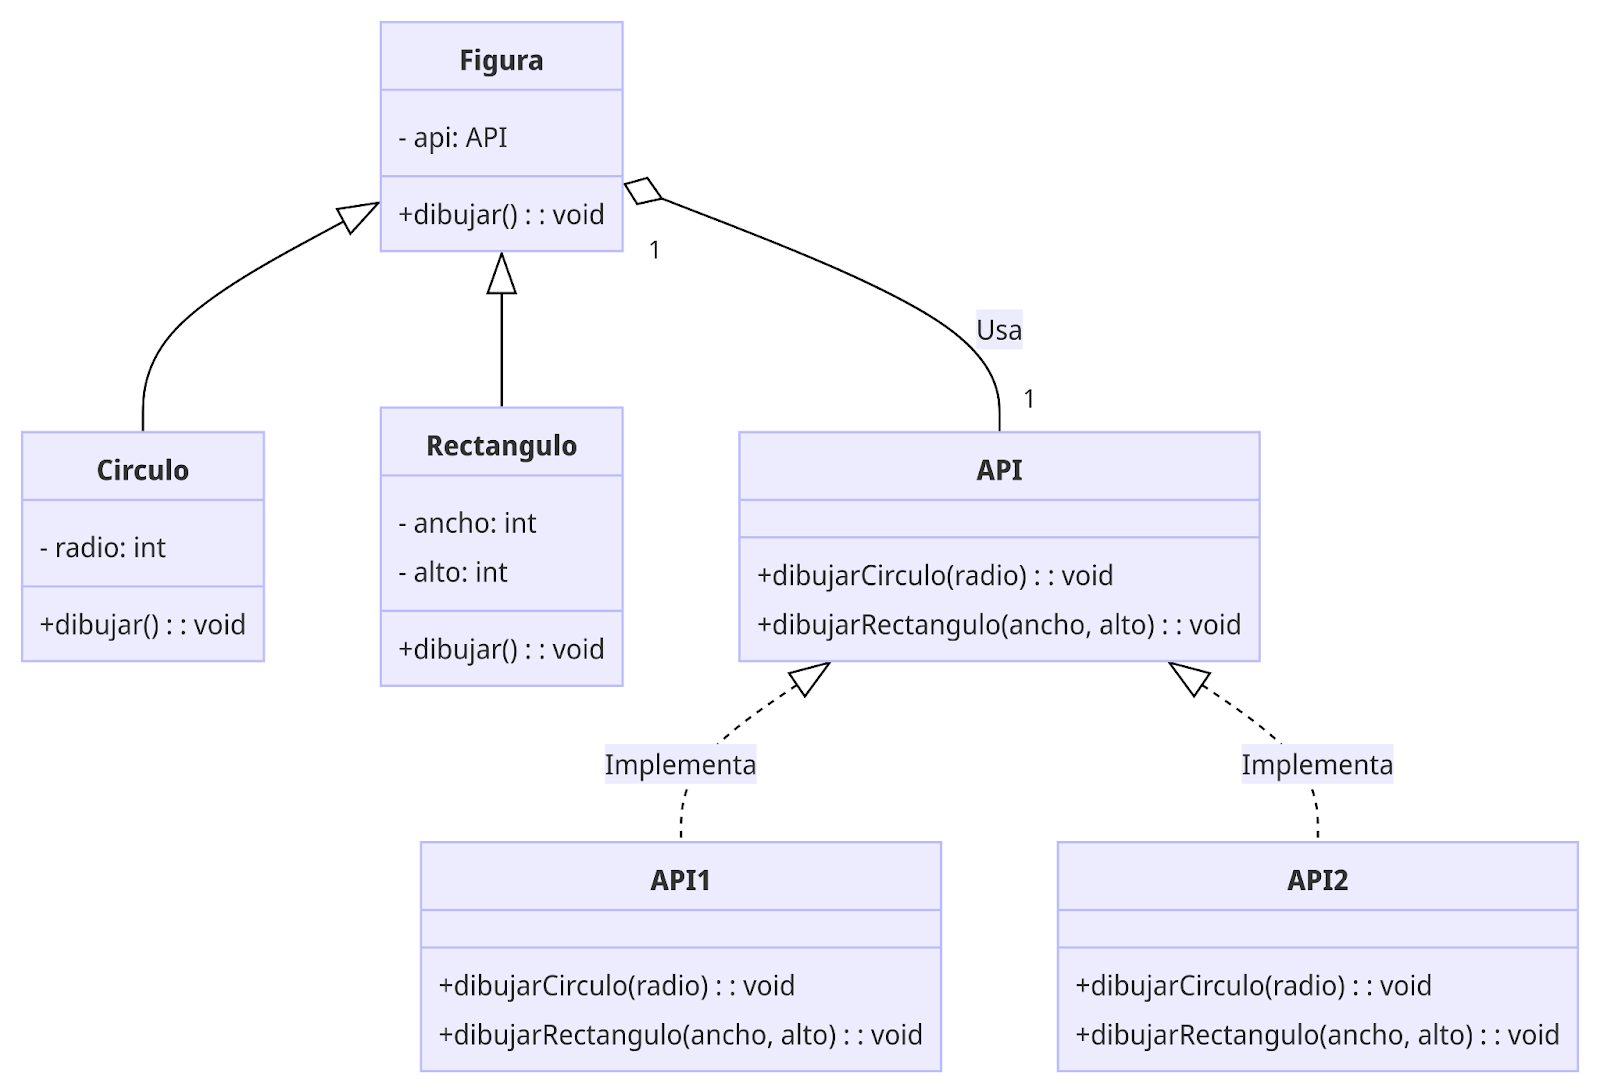 Figura
- api: API
+dibujar() : : void
1
Usa
1
Circulo
- radio: int
+dibujar() : : void
Rectangulo
- ancho: int
- alto: int
+dibujar() : : void
API
+dibujarCirculo(radio) : : void
+dibujarRectangulo(ancho, alto) : : void
Implementa
Implementa
API1
+dibujarCirculo(radio) : : void
+dibujarRectangulo(ancho, alto) : : void
API2
+dibujarCirculo(radio) : : void
+dibujarRectangulo(ancho, alto) : : void